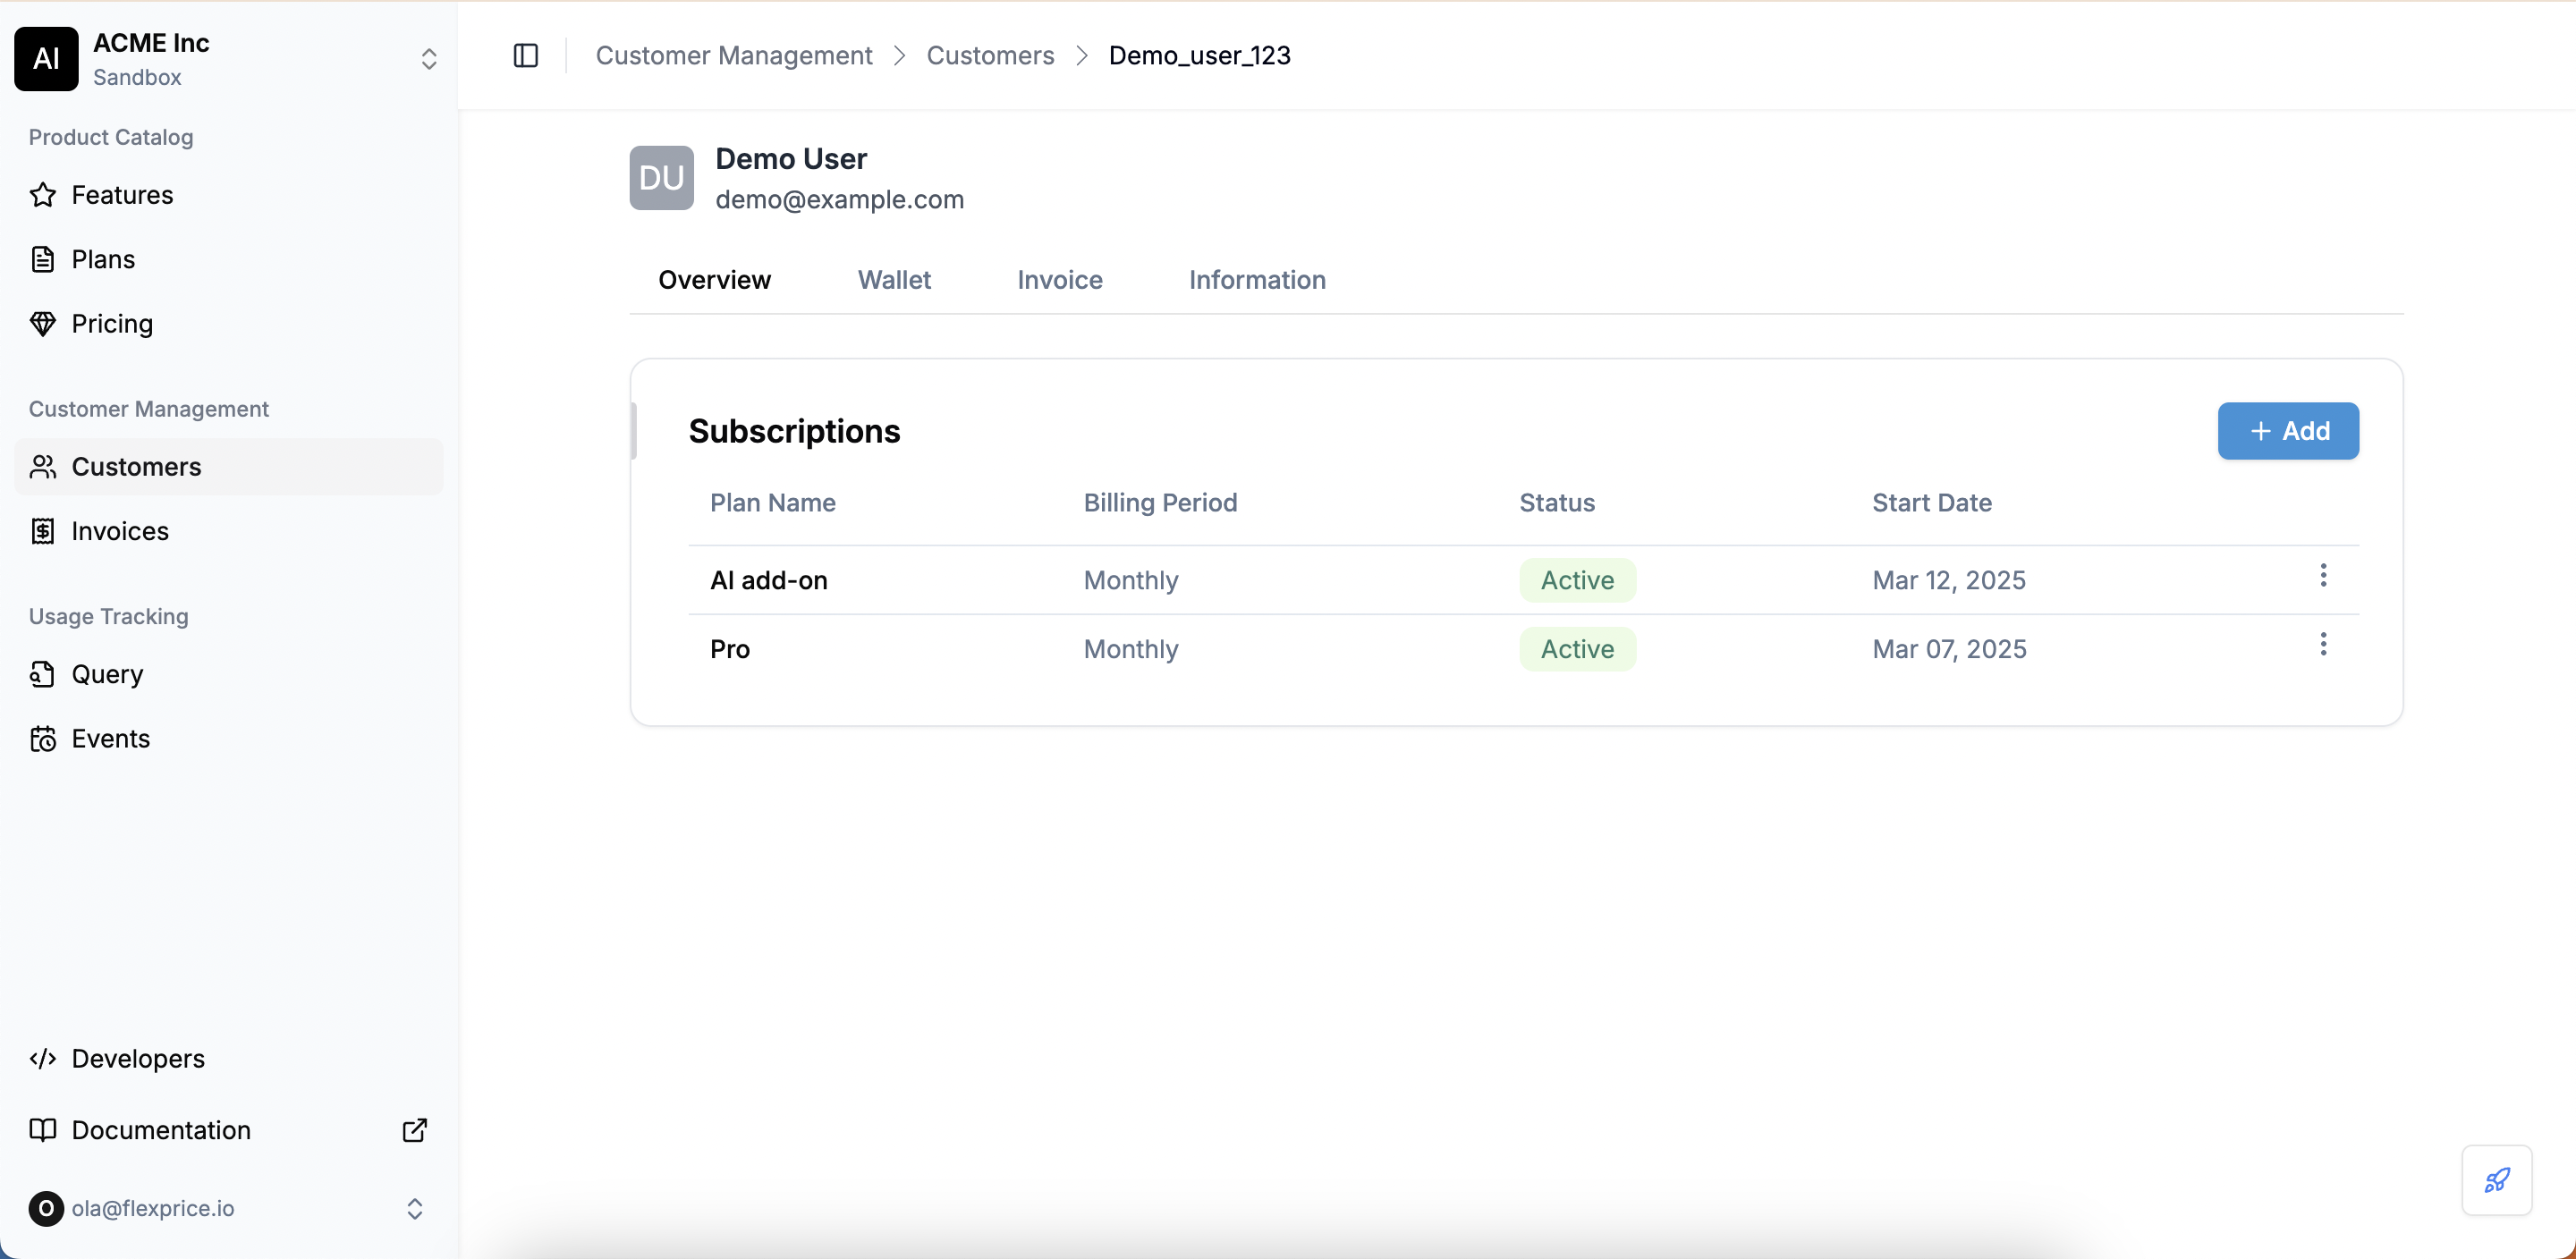 AI
ACME Inc
Sandbox
Product Catalog
Features
Plans
Pricing
Customer Management
Customers
Invoices
Usage Tracking
Query
Events
Developers
Documentation
O
ola@flexprice.io
Customer Management > Customers > Demo_user_123
DU
Demo User
demo@example.com
Overview Wallet Invoice Information
Subscriptions
+ Add
Plan Name Billing Period Status Start Date
AI add-on Monthly Active Mar 12, 2025
Pro Monthly Active Mar 07, 2025